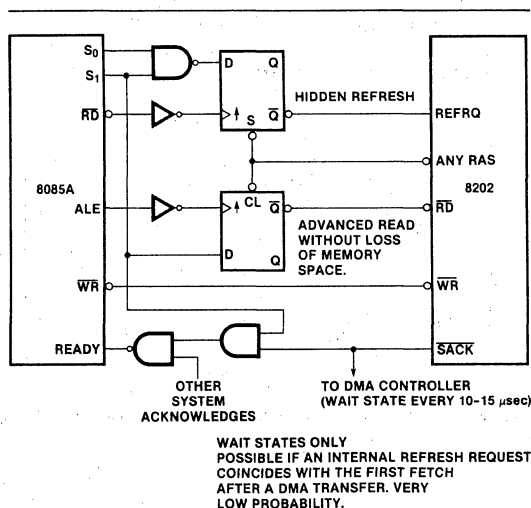 S0
S1
RD
8085A
ALE
WR
READY
D Q
Q
S
HIDDEN REFRESH
CL
Q
D Q
ADVANCED READ
WITHOUT LOSS
OF MEMORY
SPACE.
REFRQ
ANY RAS
8202
RD
WR
SACK
OTHER
SYSTEM
ACKNOWLEDGES
TO DMA CONTROLLER
(WAIT STATE EVERY 10-15 μsec)
WAIT STATES ONLY
POSSIBLE IF AN INTERNAL REFRESH REQUEST
COINCIDES WITH THE FIRST FETCH
AFTER A DMA TRANSFER. VERY
LOW PROBABILITY.